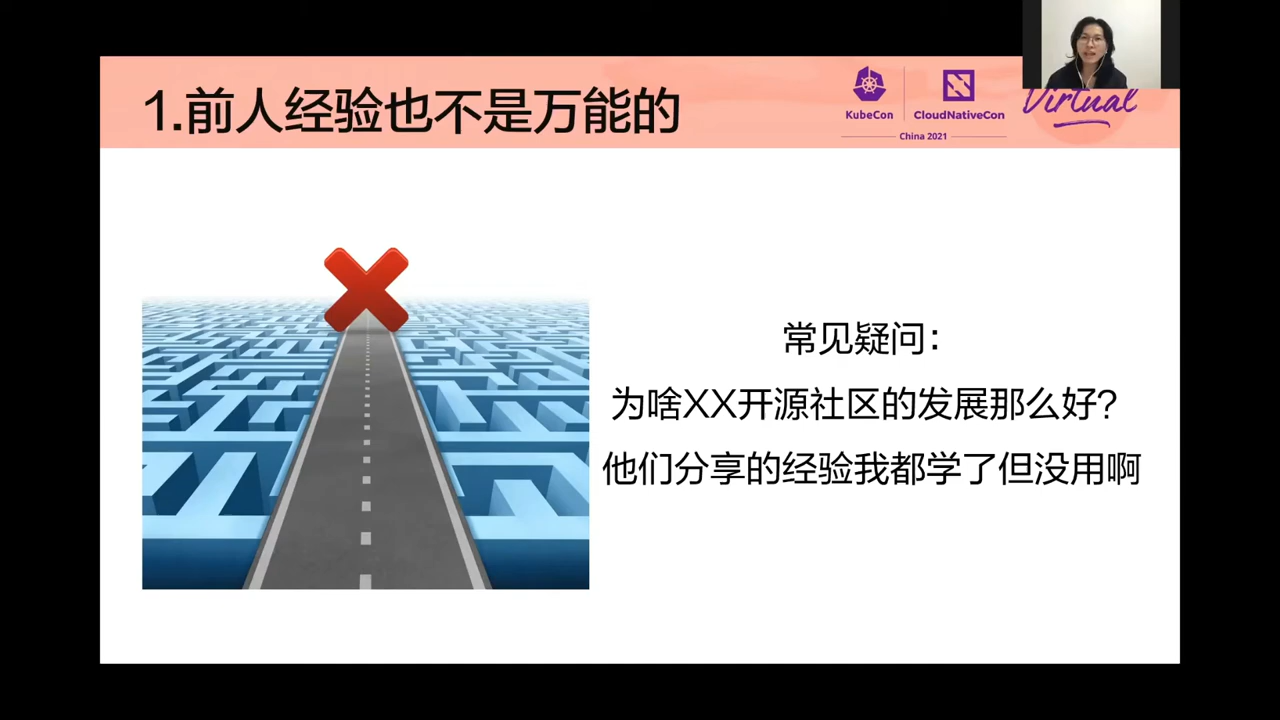 1.前人经验也不是万能的
KubeCon
CloudNativeCon
China 2021
Virtual
常见疑问：
为啥XX开源社区的发展那么好？
他们分享的经验我都学了但没用啊